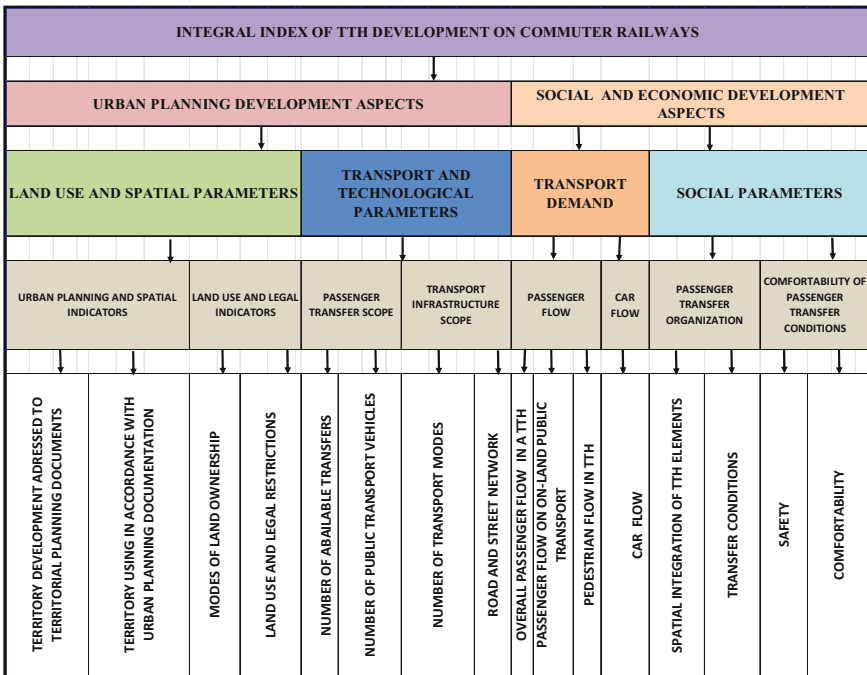 INTEGRAL INDEX OF TTH DEVELOPMENT ON COMMUTER RAILWAYS
URBAN PLANNING DEVELOPMENT ASPECTS
SOCIAL AND ECONOMIC DEVELOPMENT
ASPECTS
LAND USE AND SPATIAL PARAMETERS
TRANSPORT AND
TECHNOLOGICAL
PARAMETERS
TRANSPORT
DEMAND
SOCIAL PARAMETERS
URBAN PLANNING AND SPATIAL
INDICATORS
LAND USE AND LEGAL
INDICATORS
PASSENGER
TRANSFER SCOPE
TRANSPORT
INFRASTRUCTURE
SCOPE
PASSENGER
FLOW
CAR
FLOW
PASSENGER
TRANSFER
ORGANIZATION
COMFORTABILITY OF
PASSENGER
TRANSFER
CONDITIONS
TERRITORY DEVELOPMENT ADRESSED TO
TERRITORIAL PLANNING DOCUMENTS
TERRITORY USING IN ACCORDANCE WITH
URBAN PLANNING DOCUMENTATION
MODES OF LAND OWNERSHIP
LAND USE AND LEGAL RESTRICTIONS
NUMBER OF ABAILABLE TRANSFERS
NUMBER OF PUBLIC TRANSPORT VEHICLES
NUMBER OF TRANSPORT MODES
ROAD AND STREET NETWORK
OVERALL PASSENGER FLOW IN A TTH
PASSENGER FLOW ON ON-LAND PUBLIC
TRANSPORT
PEDESTRIAN FLOW IN TTH
CAR FLOW
SPATIAL INTEGRATION OF TTH ELEMENTS
TRANSFER CONDITIONS
SAFETY
COMFORTABILITY